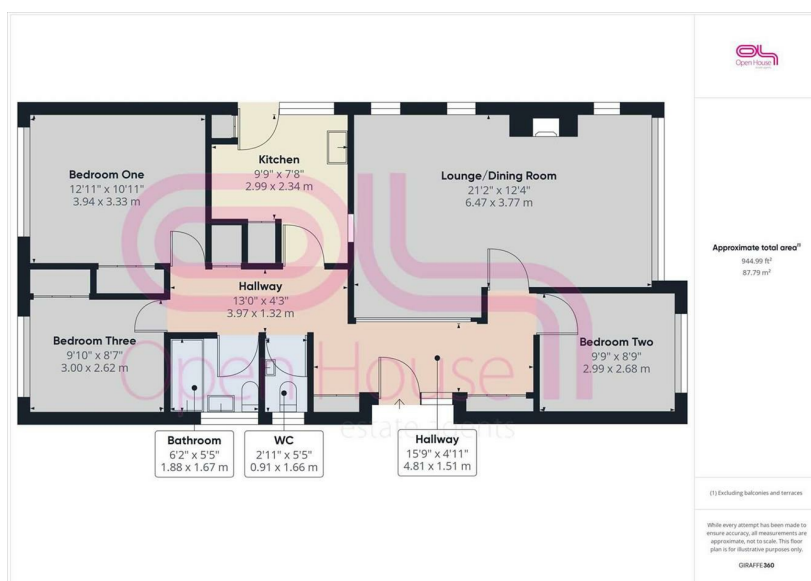 Open House
Bedroom One
12'11" x 10'11"
3.94 x 3.33 m
Kitchen
9'9" x 7'8"
2.99 x 2.34 m
Lounge/Dining Room
21'2" x 12'4"
6.47 x 3.77 m
Hallway
13'0" x 4'3"
3.97 x 1.32 m
Bedroom Three
9'10" x 8'7"
3.00 x 2.62 m
Bedroom Two
9'9" x 8'9"
2.99 x 2.68 m
Open House
estate agents
Bathroom
6'2" x 5'5"
1.88 x 1.67 m
WC
2'11" x 5'5"
0.91 x 1.66 m
Hallway
15'9" x 4'11"
4.81 x 1.51 m
Approximate total area⁽¹⁾
944.99 ft²
87.79 m²
(1) Excluding balconies and terraces
While every attempt has been made to
ensure accuracy, all measurements are
approximate, not to scale. This floor
plan is for illustrative purposes only.
GIRAFFE360